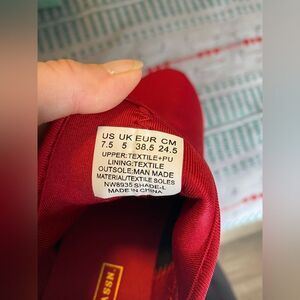 US UK EUR CM
7.5 5 38.5 24.5
UPPER:TEXTILE+PU
LINING:TEXTILE
OUTSOLE:MAN MADE
MATERIAL/TEXTILE SOLES
NW8935 SHADE-L
MADE IN CHINA